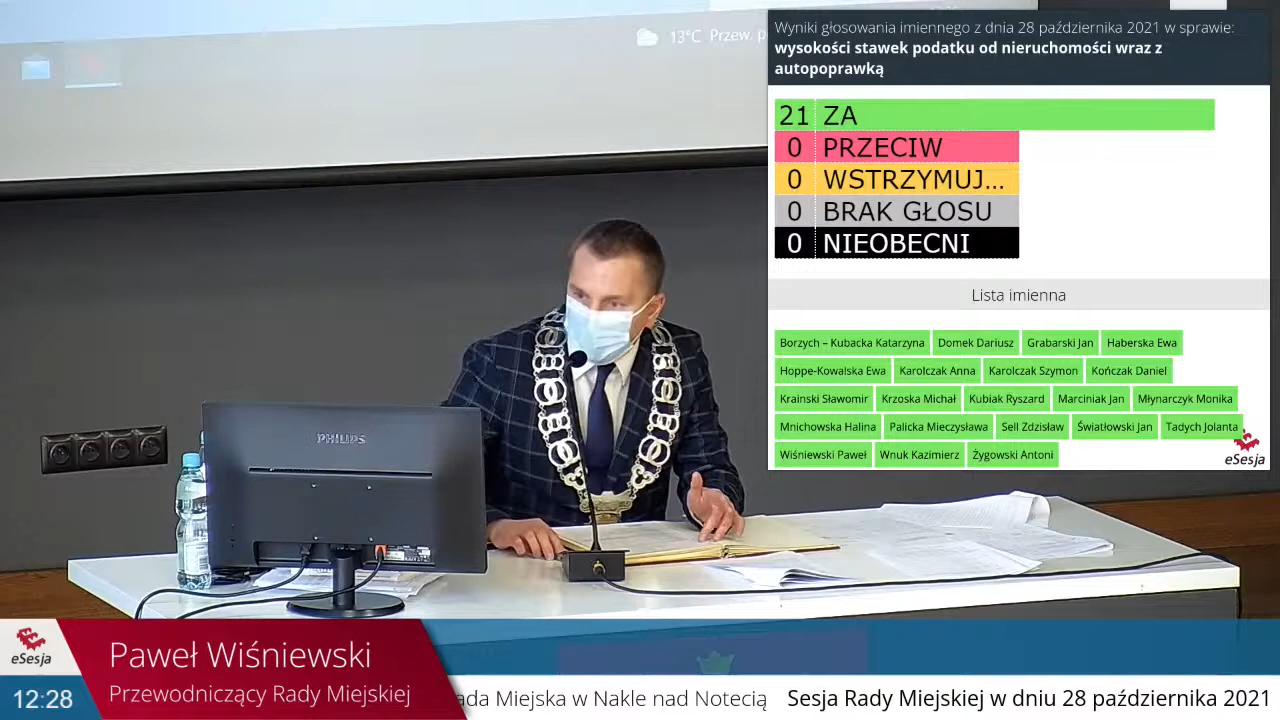 13°C Przew. p
Wyniki głosowania imiennego z dnia 28 października 2021 w sprawie:
wysokości stawek podatku od nieruchomości wraz z
autopoprawką
21 ZA
0 PRZECIW
0 WSTRZYMUJ...
0 BRAK GŁOSU
0 NIEOBECNI
Lista imienna
Borzych – Kubacka Katarzyna Domek Dariusz Grabarski Jan Haberska Ewa
Hoppe-Kowalska Ewa Karolczak Anna Karolczak Szymon Kończak Daniel
Krainski Sławomir Krzoska Michał Kubiak Ryszard Marciniak Jan Młynarczyk Monika
Mnichowska Halina Palicka Mieczysława Sell Zdzisław Światłowski Jan Tadych Jolanta
Wiśniewski Paweł Wnuk Kazimierz Żygowski Antoni
eSesja
PHILIPS
eSesja
Paweł Wiśniewski
Przewodniczący Rady Miejskiej
12:28
ada Miejska w Nakle nad Notecią Sesja Rady Miejskiej w dniu 28 października 2021